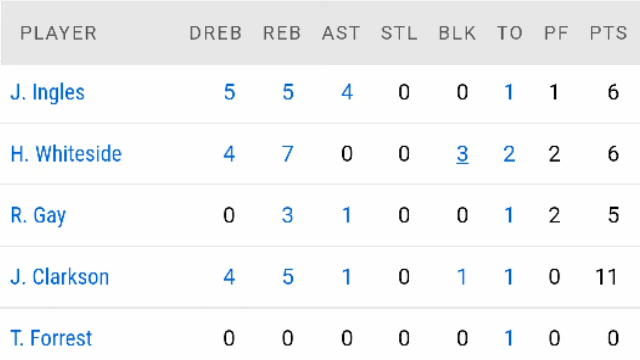 PLAYER DREB REB AST STL BLK TO PF PTS
J. Ingles 5 5 4 0 0 1 1 6
H. Whiteside 4 7 0 0 3 2 2 6
R. Gay 0 3 1 0 0 1 2 5
J. Clarkson 4 5 1 0 1 1 0 11
T. Forrest 0 0 0 0 0 1 0 0